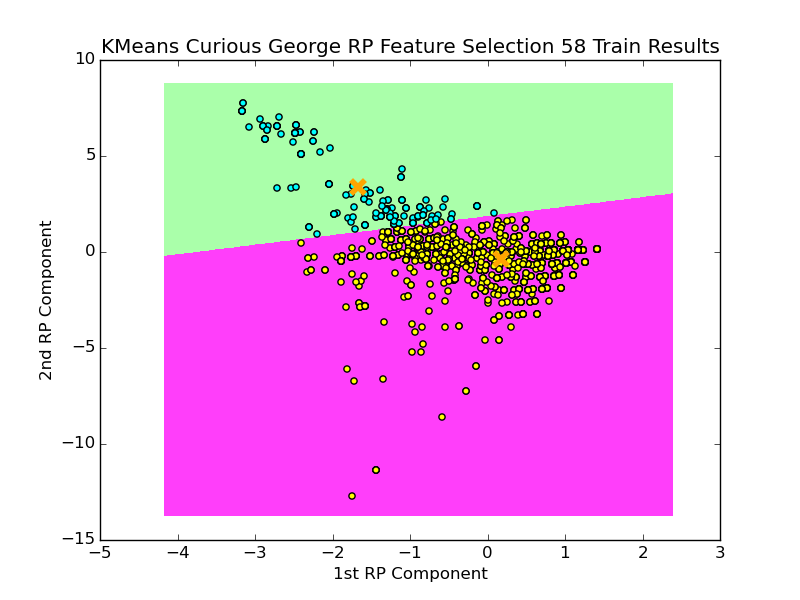 KMeans Curious George RP Feature Selection 58 Train Results
10
5
0
−5
−10
−15
2nd RP Component
−5 −4 −3 −2 −1 0 1 2 3
1st RP Component